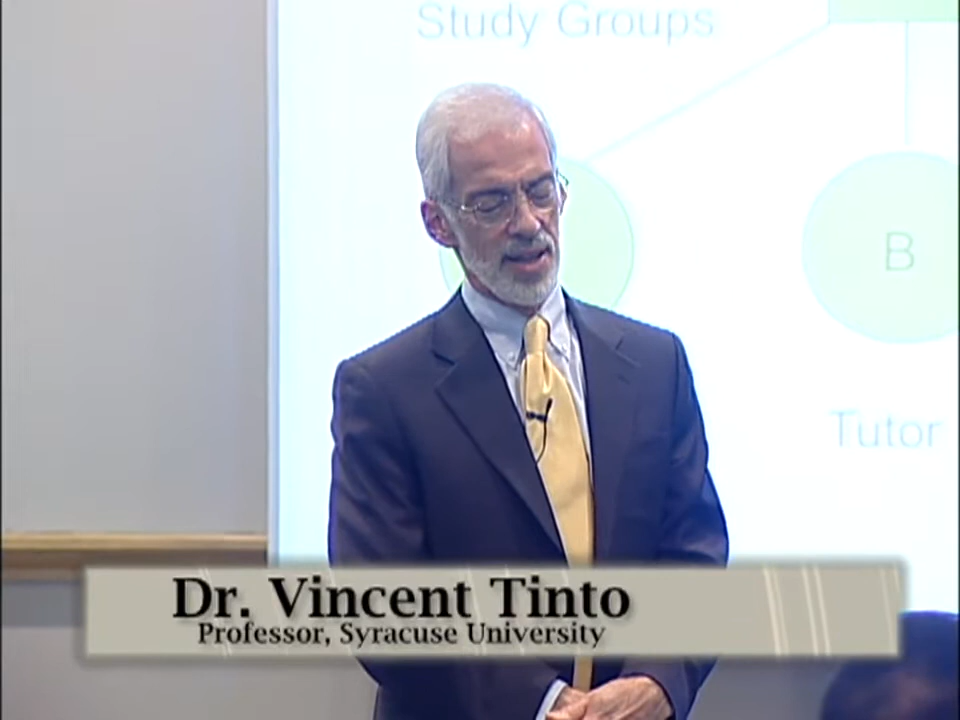 Study Groups
B
Tutor
Dr. Vincent Tinto
Professor, Syracuse University